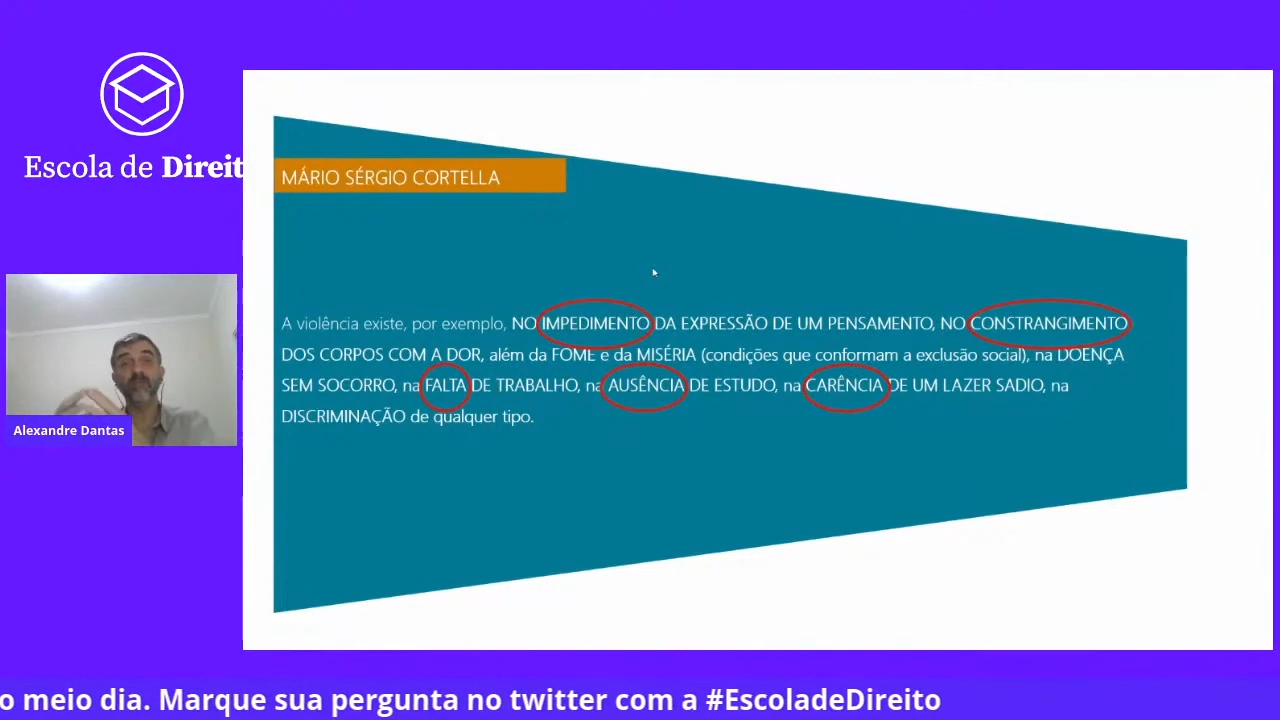 Escola de Direit
MÁRIO SÉRGIO CORTELLA
A violência existe, por exemplo, NO IMPEDIMENTO DA EXPRESSÃO DE UM PENSAMENTO, NO CONSTRANGIMENTO
DOS CORPOS COM A DOR, além da FOME e da MISÉRIA (condições que conformam a exclusão social), na DOENÇA
SEM SOCORRO, na FALTA DE TRABALHO, na AUSÊNCIA DE ESTUDO, na CARÊNCIA DE UM LAZER SADIO, na
DISCRIMINAÇÃO de qualquer tipo.
Alexandre Dantas
o meio dia. Marque sua pergunta no twitter com a #EscoladeDireito